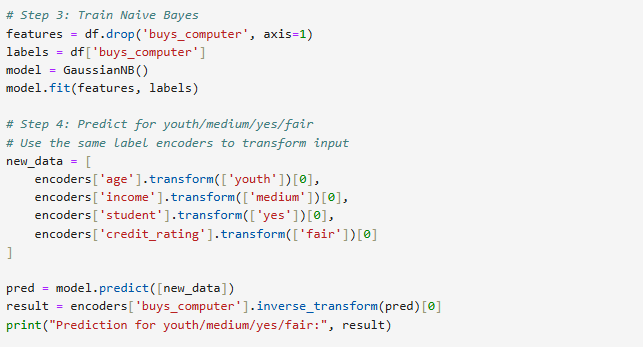 # Step 3: Train Naive Bayes
features = df.drop('buys_computer', axis=1)
labels = df['buys_computer']
model = GaussianNB()
model.fit(features, labels)

# Step 4: Predict for youth/medium/yes/fair
# Use the same label encoders to transform input
new_data = [
    encoders['age'].transform(['youth'])[0],
    encoders['income'].transform(['medium'])[0],
    encoders['student'].transform(['yes'])[0],
    encoders['credit_rating'].transform(['fair'])[0]
]

pred = model.predict([new_data])
result = encoders['buys_computer'].inverse_transform(pred)[0]
print("Prediction for youth/medium/yes/fair:", result)